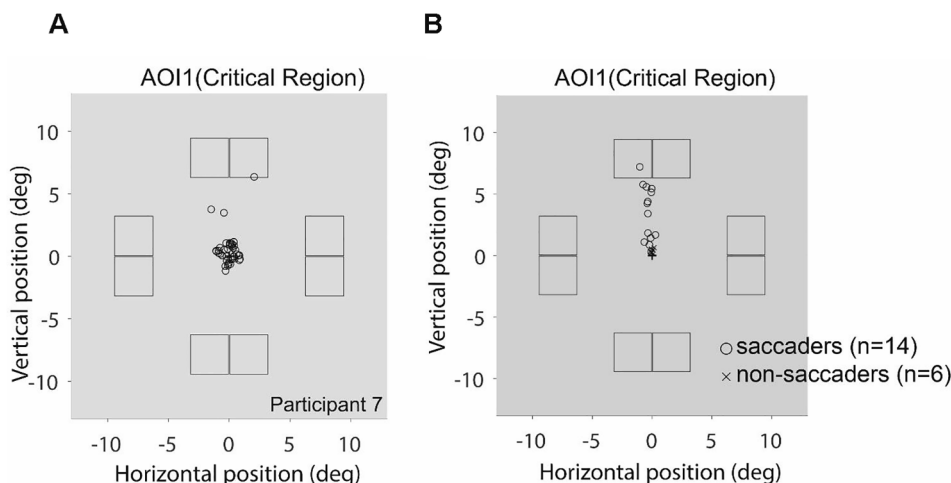 A
AOI1(Critical Region)
Vertical position (deg)
10
5
0
-5
-10
Participant 7
-10
-5
0
5
10
Horizontal position (deg)
B
AOI1(Critical Region)
Vertical position (deg)
10
5
0
-5
-10
saccaders (n=14)
non-saccaders (n=6)
-10
-5
0
5
10
Horizontal position (deg)